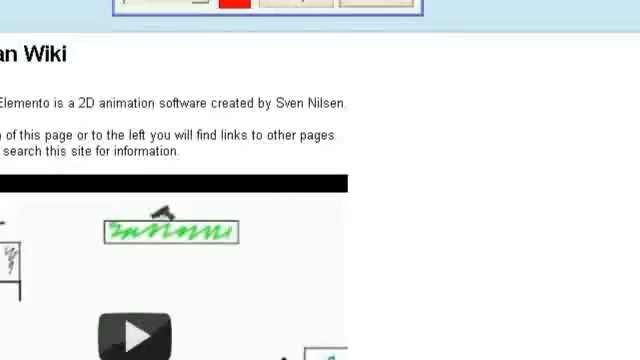 an Wiki
Elemento is a 2D animation software created by Sven Nilsen.
of this page or to the left you will find links to other pages.
search this site for information.